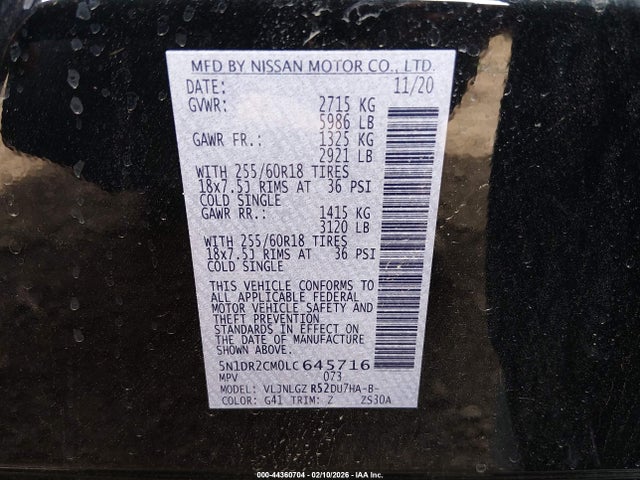 MFD BY NISSAN MOTOR CO., LTD.
DATE: 11/20
GVWR: 2715 KG
5986 LB
GAWR FR.: 1325 KG
2921 LB
WITH 255/60R18 TIRES
18x7.5J RIMS AT 36 PSI
COLD SINGLE
GAWR RR.: 1415 KG
3120 LB
WITH 255/60R18 TIRES
18x7.5J RIMS AT 36 PSI
COLD SINGLE
THIS VEHICLE CONFORMS TO
ALL APPLICABLE FEDERAL
MOTOR VEHICLE SAFETY AND
THEFT PREVENTION
STANDARDS IN EFFECT ON
THE DATE OF MANUFACTURE
SHOWN ABOVE.
5N1DR2CM0LC645716
MPV 073
MODEL: VLJNLGZ R52DU7HA-B-
COLOR: G41 TRIM: Z ZS30A
000-44360704 - 02/10/2026 - IAA Inc.